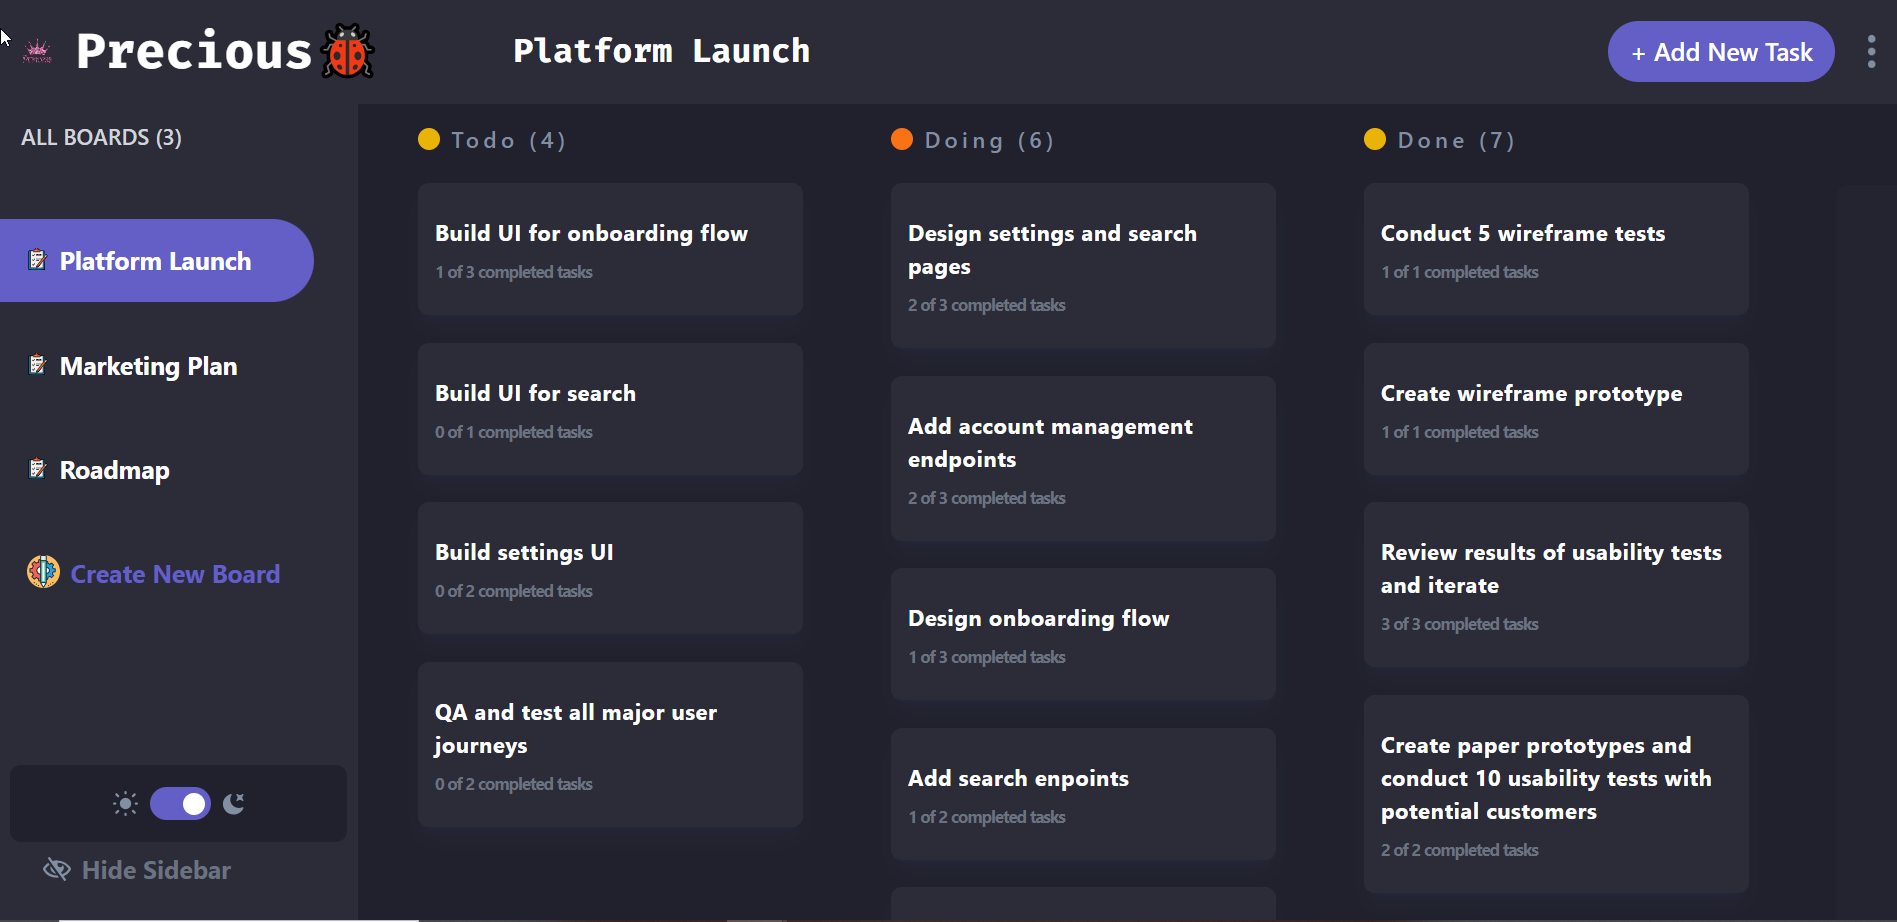 Precious
Platform Launch
+ Add New Task
ALL BOARDS (3)
Platform Launch
Marketing Plan
Roadmap
Create New Board
Hide Sidebar
Todo (4)
Build UI for onboarding flow
1 of 3 completed tasks
Build UI for search
0 of 1 completed tasks
Build settings UI
0 of 2 completed tasks
QA and test all major user
journeys
0 of 2 completed tasks
Doing (6)
Design settings and search
pages
2 of 3 completed tasks
Add account management
endpoints
2 of 3 completed tasks
Design onboarding flow
1 of 3 completed tasks
Add search enpoints
1 of 2 completed tasks
Done (7)
Conduct 5 wireframe tests
1 of 1 completed tasks
Create wireframe prototype
1 of 1 completed tasks
Review results of usability tests
and iterate
3 of 3 completed tasks
Create paper prototypes and
conduct 10 usability tests with
potential customers
2 of 2 completed tasks